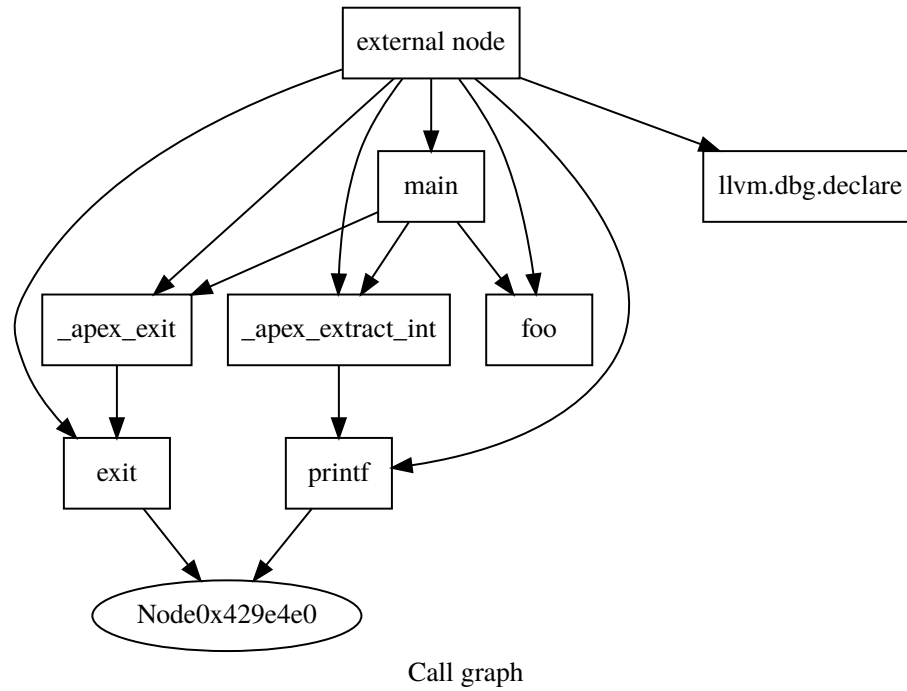 external node
main
llvm.dbg.declare
_apex_exit
_apex_extract_int
foo
exit
printf
Node0x429e4e0
Call graph